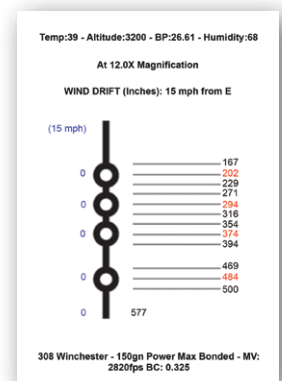 Temp:39 - Altitude:3200 - BP:26.61 - Humidity:68
At 12.0X Magnification
WIND DRIFT (Inches): 15 mph from E
(15 mph)
167
0 202
229
271
0 294
316
354
0 374
394
469
0 484
500
0 577
308 Winchester - 150gn Power Max Bonded - MV:
2820fps BC: 0.325